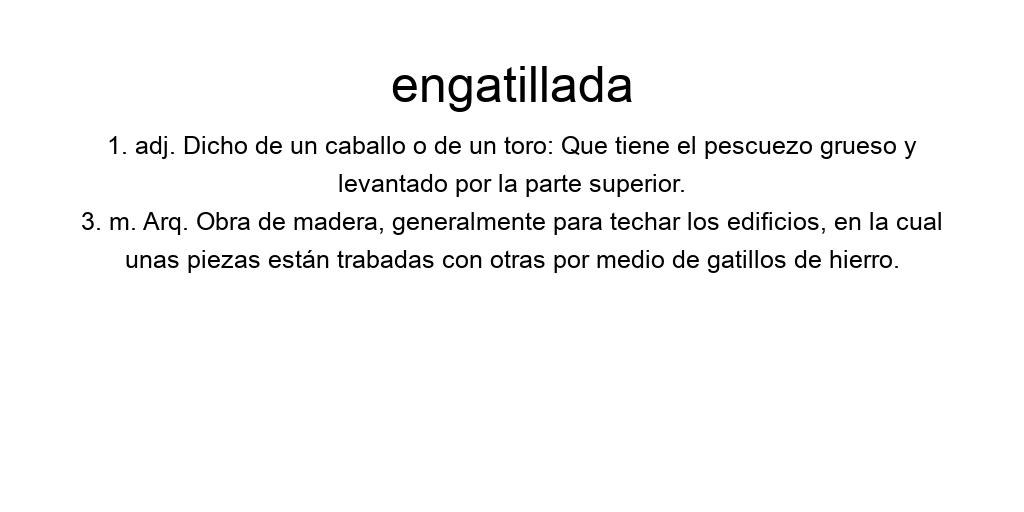 engatillada
1. adj. Dicho de un caballo o de un toro: Que tiene el pescuezo grueso y
levantado por la parte superior.
3. m. Arq. Obra de madera, generalmente para techar los edificios, en la cual
unas piezas están trabadas con otras por medio de gatillos de hierro.